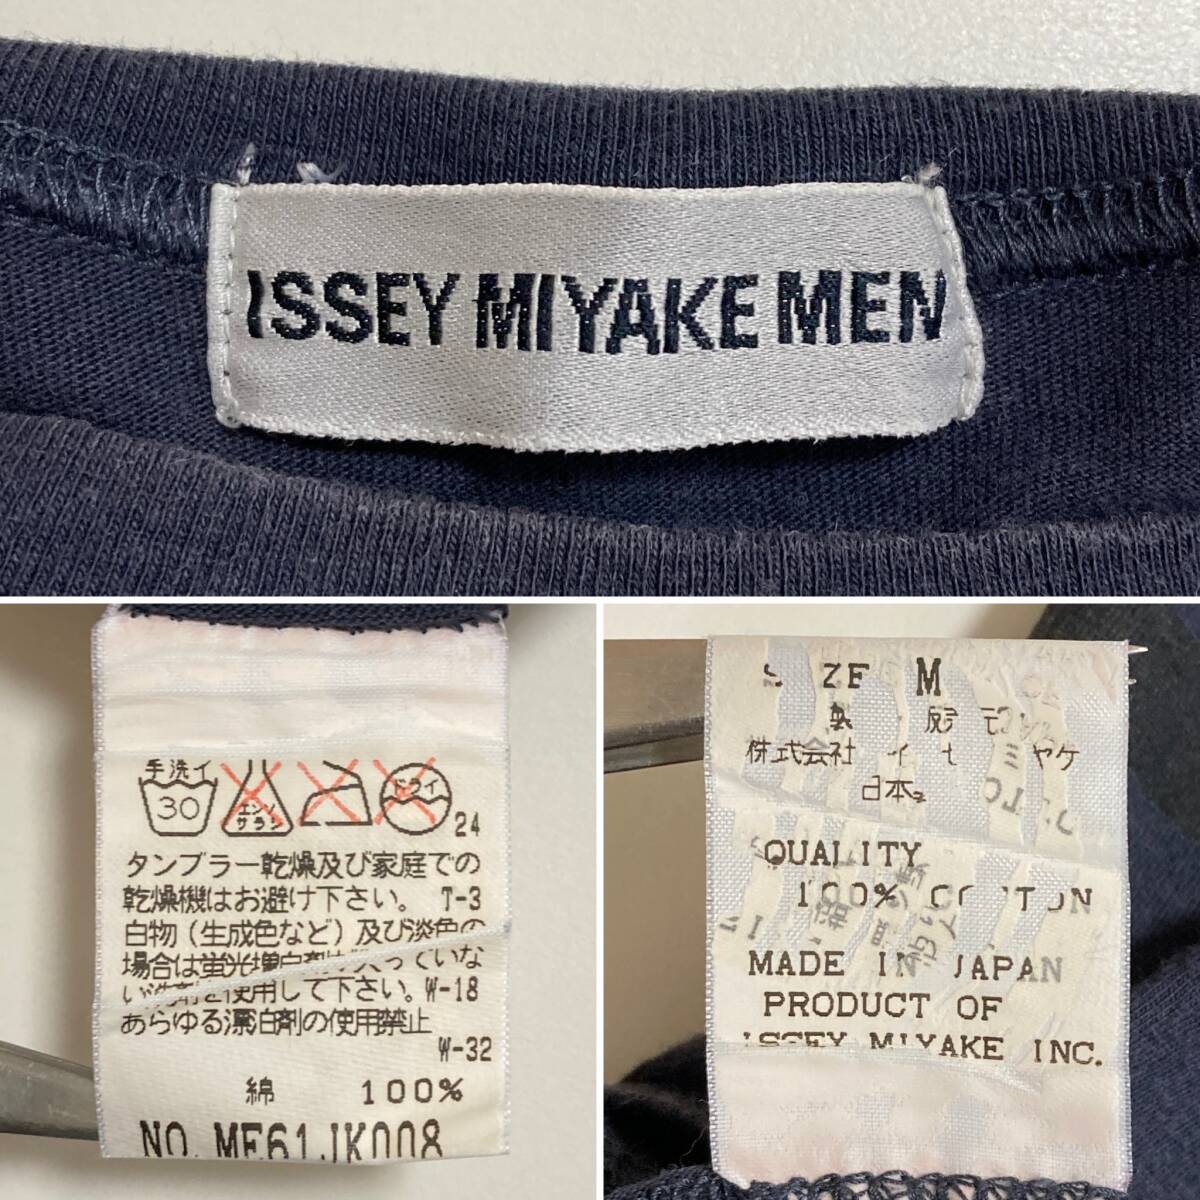 ISSEY MIYAKE MEN
手洗イ
30
エンソ
サラシ
ドライ
24
タンブラー乾燥及び家庭での
乾燥機はお避け下さい。 T-3
白物(生成色など)及び淡色の
場合は蛍光増白剤が入っていな
い洗剤を使用して下さい。W-18
あらゆる漂白剤の使用禁止
W-32
綿 100%
NO. ME61JK008
M
株式会社 ヤケ
日本
QUALITY
100%
MADE IN JAPAN
PRODUCT OF
ISSEY MIYAKE INC.